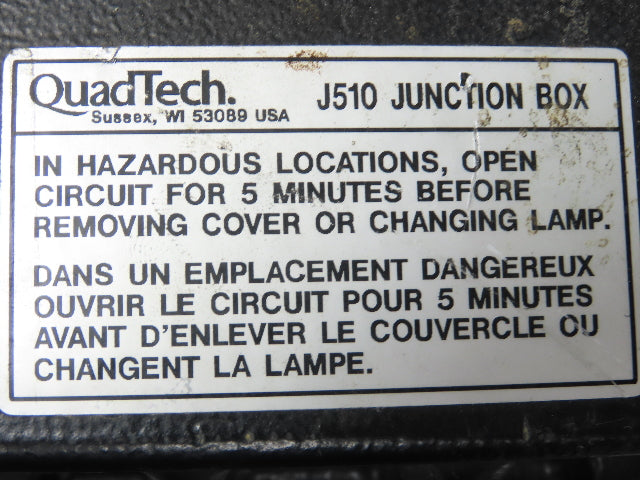 QuadTech.
Sussex, WI 53089 USA
J510 JUNCTION BOX
IN HAZARDOUS LOCATIONS, OPEN
CIRCUIT FOR 5 MINUTES BEFORE
REMOVING COVER OR CHANGING LAMP.
DANS UN EMPLACEMENT DANGEREUX
OUVRIR LE CIRCUIT POUR 5 MINUTES
AVANT D'ENLEVER LE COUVERCLE OU
CHANGENT LA LAMPE.